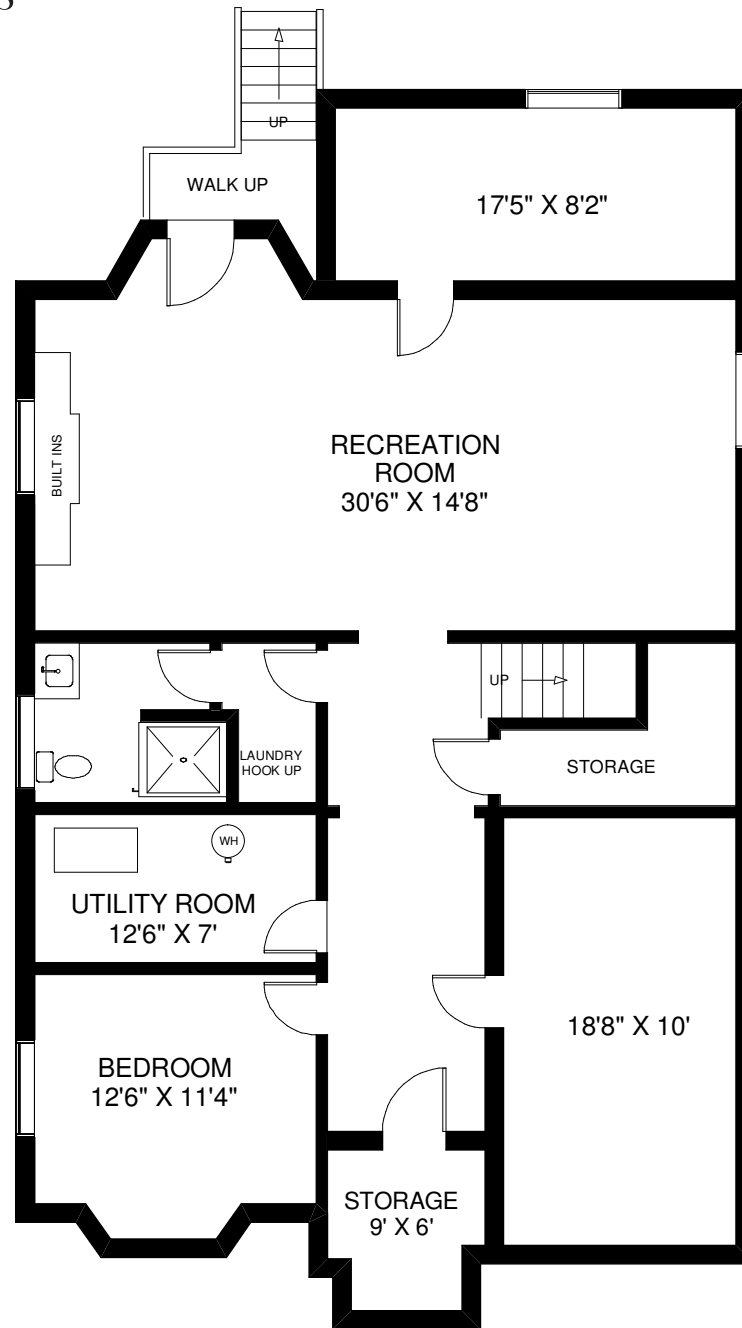 UP
WALK UP
17'5" X 8'2"
RECREATION
ROOM
30'6" X 14'8"
BUILT INS
UP
LAUNDRY
HOOK UP
STORAGE
WH
UTILITY ROOM
12'6" X 7'
18'8" X 10'
BEDROOM
12'6" X 11'4"
STORAGE
9' X 6'